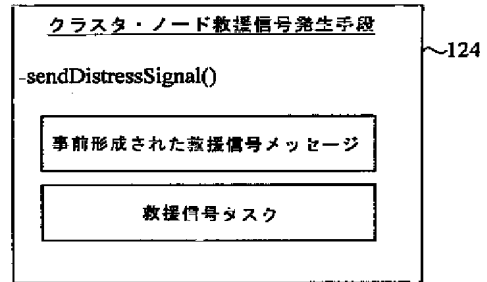 クラスタ・ノード救援信号発生手段
124
-sendDistressSignal()
事前形成された救援信号メッセージ
救援信号タスク